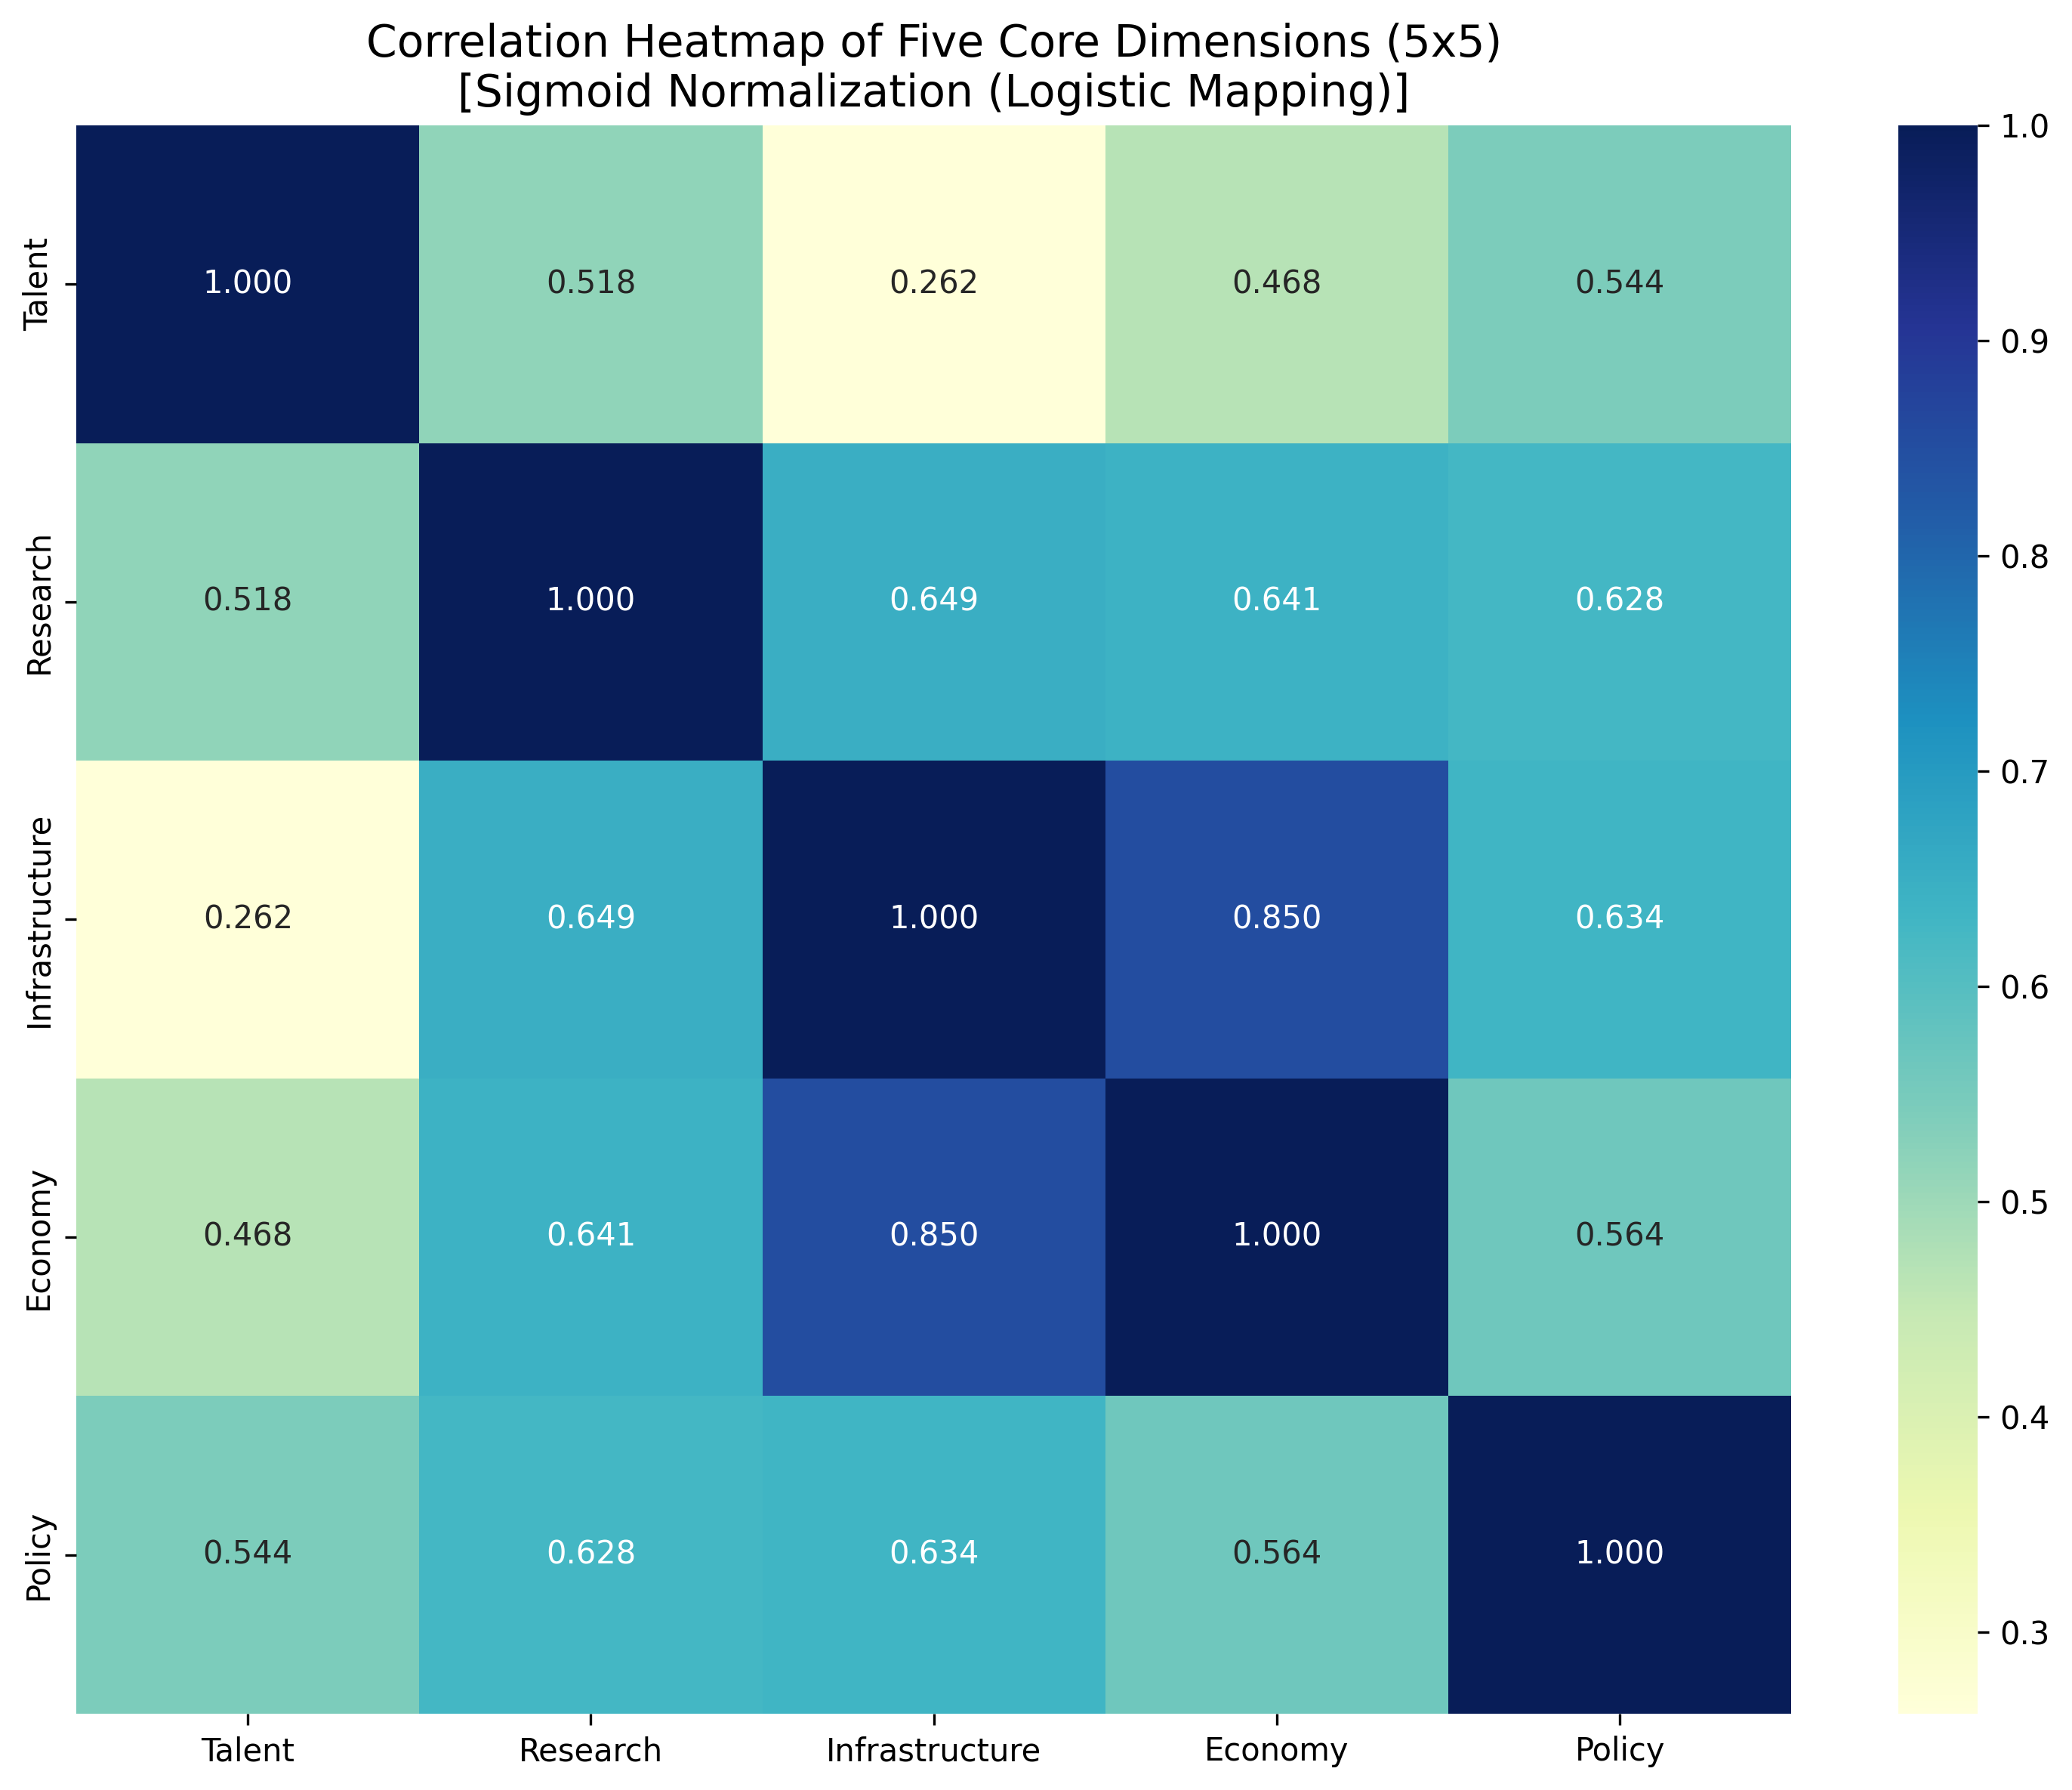 Correlation Heatmap of Five Core Dimensions (5x5)
[Sigmoid Normalization (Logistic Mapping)]
Talent 1.000 0.518 0.262 0.468 0.544
Research 0.518 1.000 0.649 0.641 0.628
Infrastructure 0.262 0.649 1.000 0.850 0.634
Economy 0.468 0.641 0.850 1.000 0.564
Policy 0.544 0.628 0.634 0.564 1.000
Talent Research Infrastructure Economy Policy
1.0
0.9
0.8
0.7
0.6
0.5
0.4
0.3